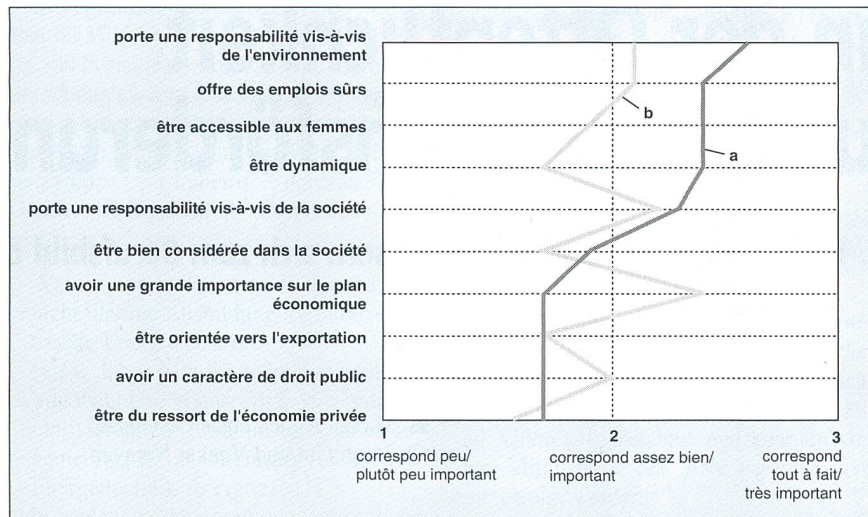 porte une responsabilité vis-à-vis
de l'environnement
offre des emplois sûrs
être accessible aux femmes
être dynamique
porte une responsabilité vis-à-vis de la société
être bien considérée dans la société
avoir une grande importance sur le plan
économique
être orientée vers l'exportation
avoir un caractère de droit public
être du ressort de l'économie privée
b
a
1
2
3
correspond peu/
plutôt peu important
correspond assez bien/
important
correspond
tout à fait/
très important